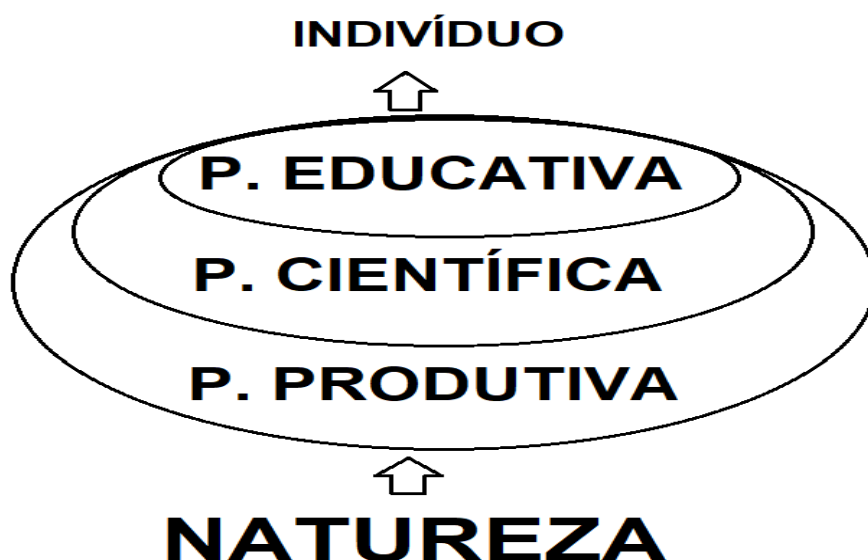 INDIVÍDUO
P. EDUCATIVA
P. CIENTÍFICA
P. PRODUTIVA
NATUREZA